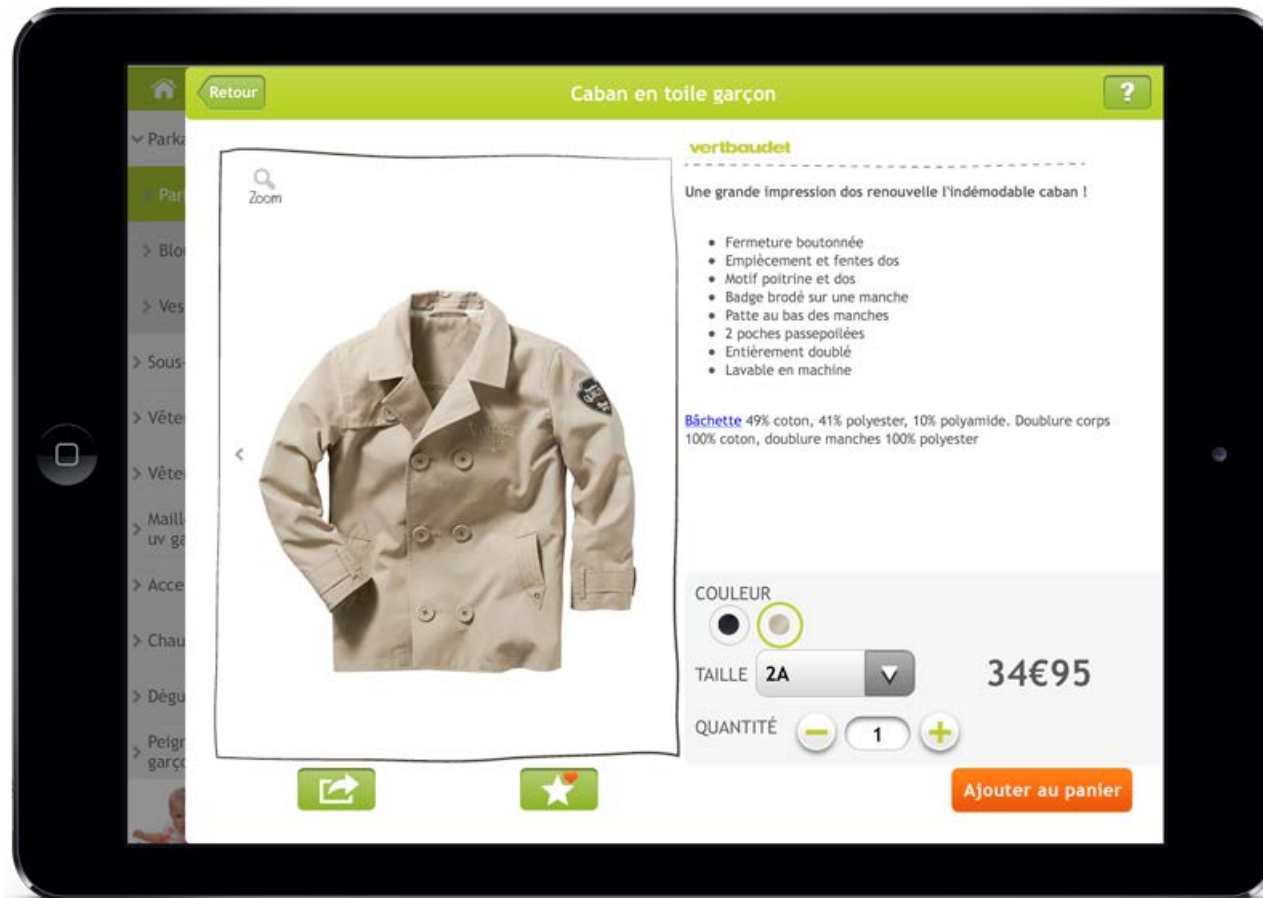 Retour
Caban en toile garçon
?
Parka
Par
Blou
Ves
Sous-
Vête
Vête
Maill
uv ga
Acce
Chau
Dégu
Peigr
garço
Zoom
vertbaudet
Une grande impression dos renouvelle l'indémodable caban !
• Fermeture boutonnée
• Empiècement et fentes dos
• Motif poitrine et dos
• Badge brodé sur une manche
• Patte au bas des manches
• 2 poches passepoilées
• Entièrement doublé
• Lavable en machine
Bâchette 49% coton, 41% polyester, 10% polyamide. Doublure corps
100% coton, doublure manches 100% polyester
COULEUR
TAILLE 2A
34€95
QUANTITÉ 1
Ajouter au panier